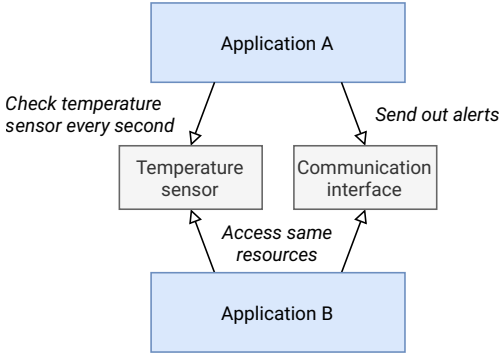 Application A
Check temperature
sensor every second
Send out alerts
Temperature
sensor
Communication
interface
Access same
resources
Application B